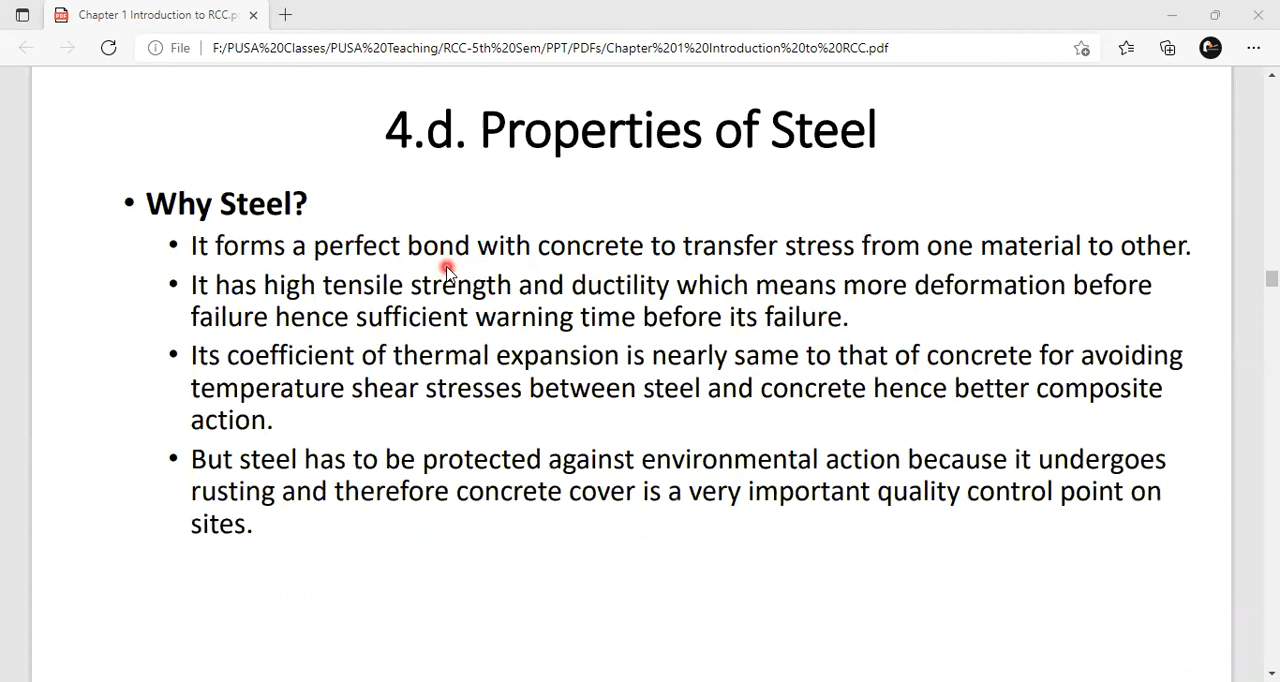 Chapter 1 Introduction to RCC.p
File
F:/PUSA%20Classes/PUSA%20Teaching/RCC-5th%20Sem/PPT/PDFs/Chapter%201%20Introduction%20to%20RCC.pdf
4.d. Properties of Steel
• Why Steel?
• It forms a perfect bond with concrete to transfer stress from one material to other.
• It has high tensile strength and ductility which means more deformation before
failure hence sufficient warning time before its failure.
• Its coefficient of thermal expansion is nearly same to that of concrete for avoiding
temperature shear stresses between steel and concrete hence better composite
action.
• But steel has to be protected against environmental action because it undergoes
rusting and therefore concrete cover is a very important quality control point on
sites.